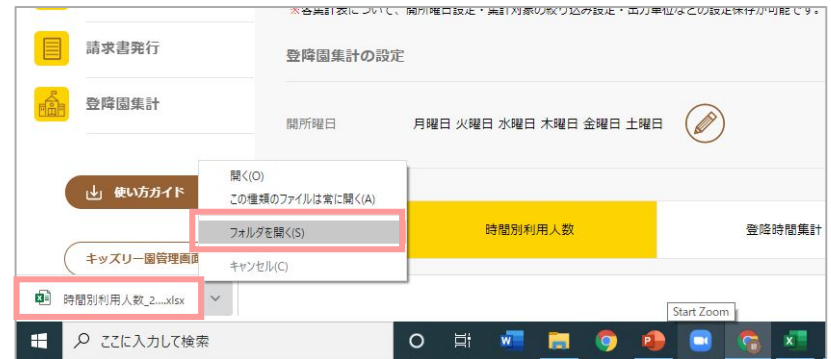 ※各集計表について、開所曜日設定・集計対象の絞り込み設定・出力単位などの設定保存が可能です。
請求書発行
登降園集計の設定
登降園集計
開所曜日
月曜日 火曜日 水曜日 木曜日 金曜日 土曜日
開く(O)
この種類のファイルは常に開く(A)
フォルダを開く(S)
キャンセル(C)
使い方ガイド
時間別利用人数
登降時間集計
キッズリー園管理画面
時間別利用人数_2....xlsx
Start Zoom
ここに入力して検索